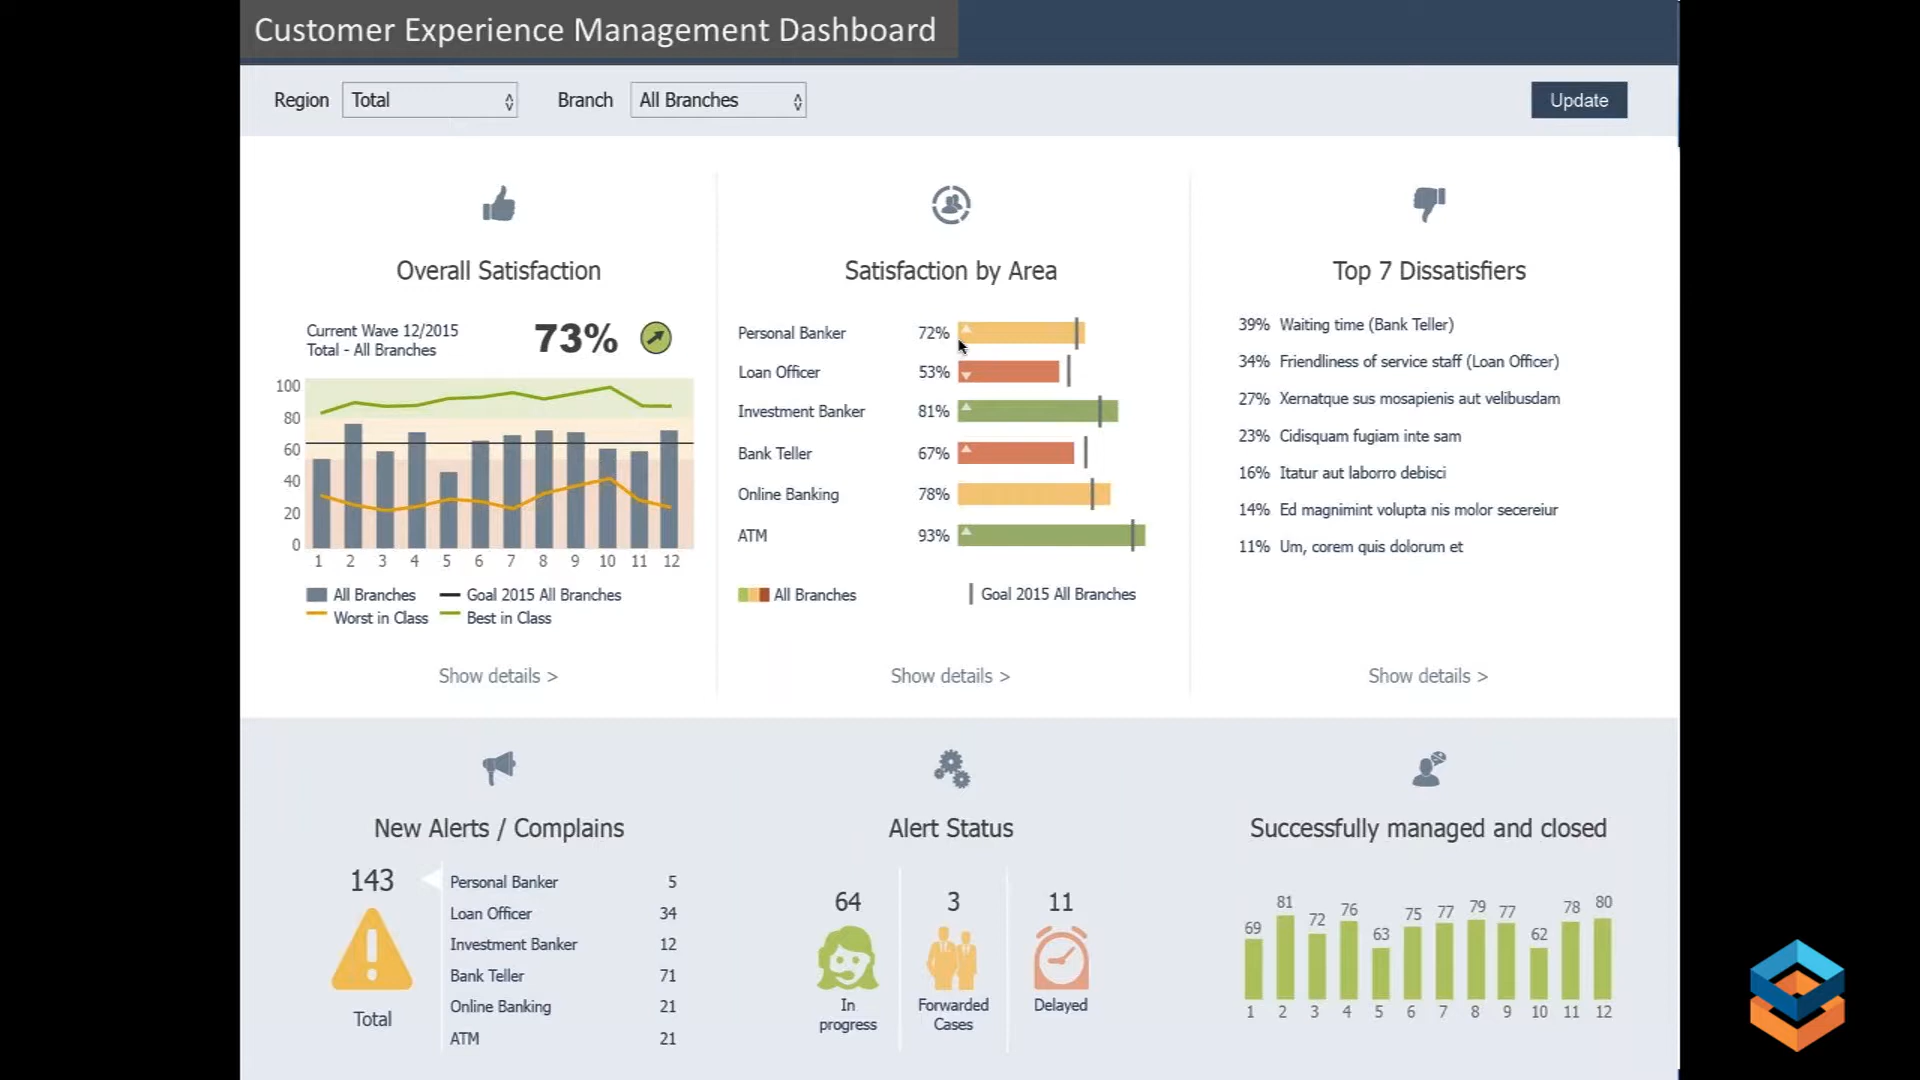 Customer Experience Management Dashboard
Region Total Branch All Branches Update
Overall Satisfaction
Current Wave 12/2015
Total - All Branches
73%
100
80
60
40
20
0
1 2 3 4 5 6 7 8 9 10 11 12
All Branches Goal 2015 All Branches
Worst in Class Best in Class
Show details >
Satisfaction by Area
Personal Banker 72%
Loan Officer 53%
Investment Banker 81%
Bank Teller 67%
Online Banking 78%
ATM 93%
All Branches Goal 2015 All Branches
Show details >
Top 7 Dissatisfiers
39% Waiting time (Bank Teller)
34% Friendliness of service staff (Loan Officer)
27% Xernatque sus mosapienis aut velibusdam
23% Cidisquam fugiam inte sam
16% Itatur aut laborro debisci
14% Ed magnimint volupta nis molor secereiur
11% Um, corem quis dolorum et
Show details >
New Alerts / Complains
143
Total
Personal Banker 5
Loan Officer 34
Investment Banker 12
Bank Teller 71
Online Banking 21
ATM 21
Alert Status
64 3 11
In progress
Forwarded Cases
Delayed
Successfully managed and closed
69 81 72 76 63 75 77 79 77 62 78 80
1 2 3 4 5 6 7 8 9 10 11 12